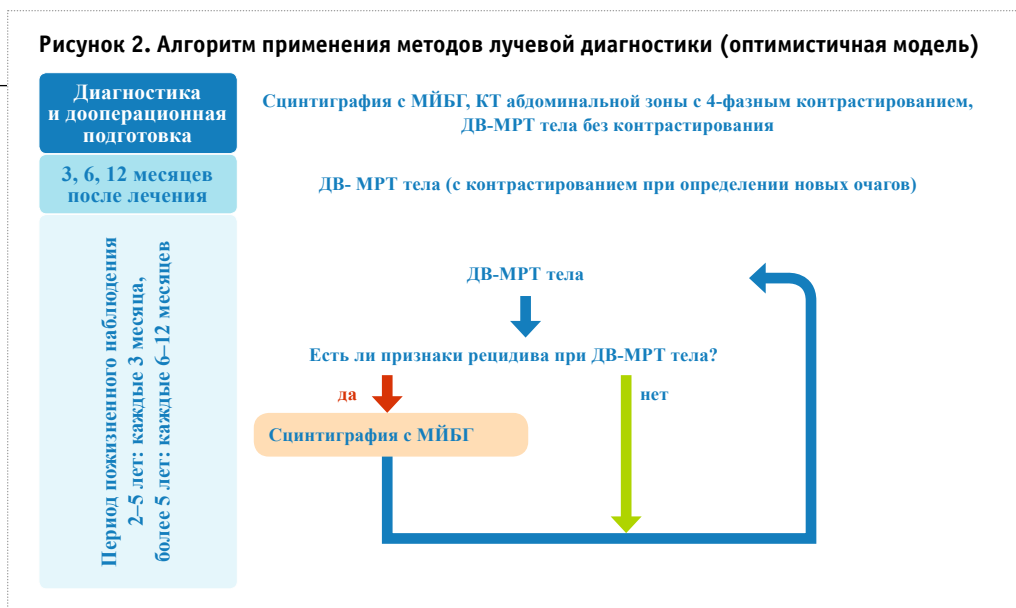 Рисунок 2. Алгоритм применения методов лучевой диагностики (оптимистичная модель)
Диагностика
и дооперационная
подготовка
Сцинтиграфия с МЙБГ, КТ абдоминальной зоны с 4-фазным контрастированием,
ДВ-МРТ тела без контрастирования
3, 6, 12 месяцев
после лечения
ДВ- МРТ тела (с контрастированием при определении новых очагов)
Период пожизненного наблюдения
2–5 лет: каждые 3 месяца,
более 5 лет: каждые 6–12 месяцев
ДВ-МРТ тела
Есть ли признаки рецидива при ДВ-МРТ тела?
да
нет
Сцинтиграфия с МЙБГ